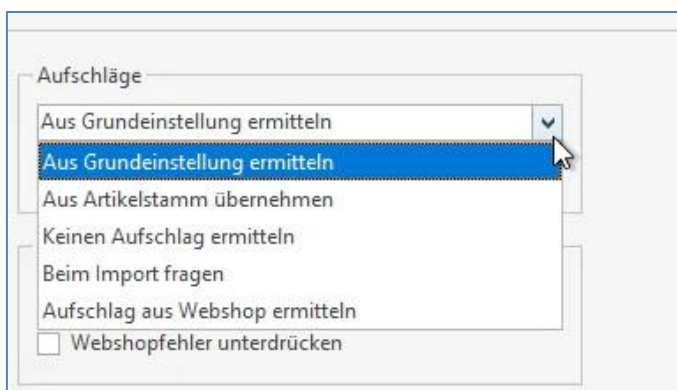 Aufschläge
Aus Grundeinstellung ermitteln
Aus Grundeinstellung ermitteln
Aus Artikelstamm übernehmen
Keinen Aufschlag ermitteln
Beim Import fragen
Aufschlag aus Webshop ermitteln
Webshopfehler unterdrücken